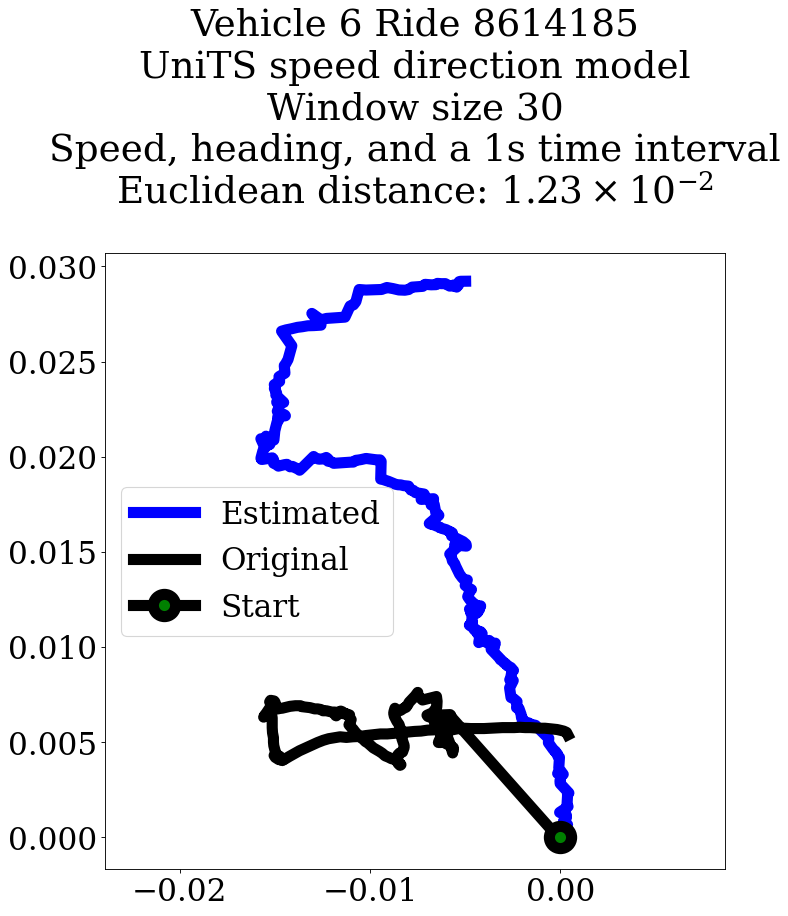 Vehicle 6 Ride 8614185
UniTS speed direction model
Window size 30
Speed, heading, and a 1s time interval
Euclidean distance: 1.23 × 10⁻²
0.030
0.025
0.020
0.015
0.010
0.005
0.000
Estimated
Original
Start
−0.02
−0.01
0.00